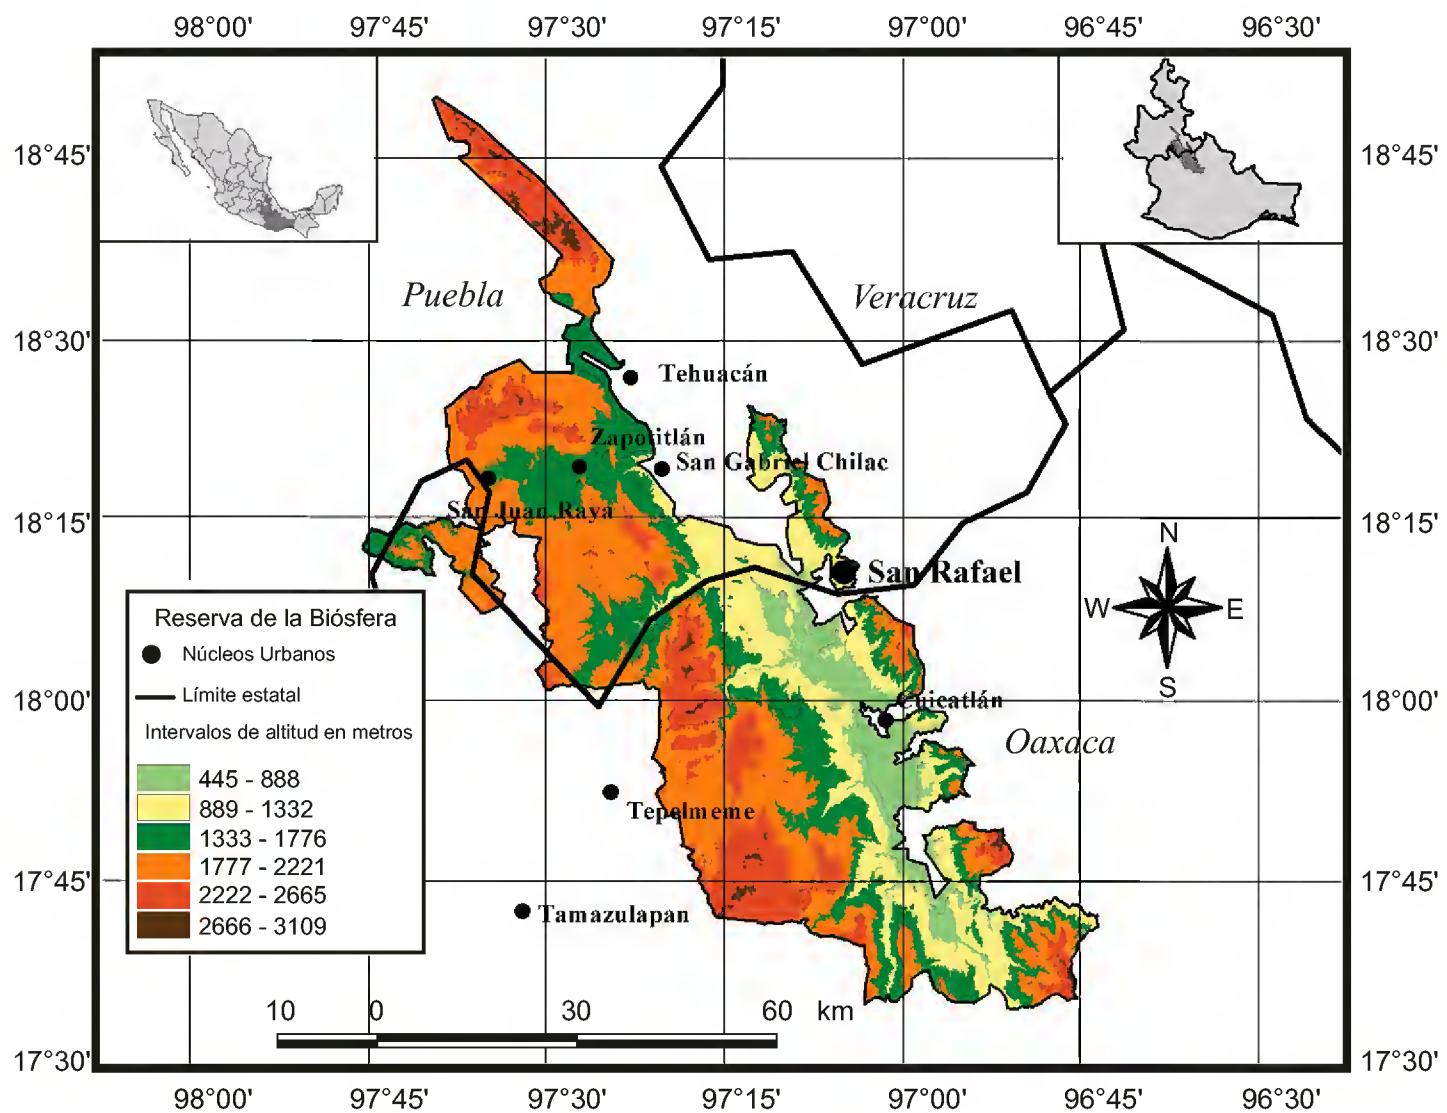 98°00' 97°45' 97°30' 97°15' 97°00' 96°45' 96°30'
18°45' 18°45'
Puebla Veracruz
18°30' 18°30'
Tehuacán
Zapotitlán
San Gabriel Chilac
San Juan Raya
18°15' 18°15'
N
San Rafael
W E
S
Reserva de la Biósfera
Núcleos Urbanos
Límite estatal
Intervalos de altitud en metros
445 - 888
889 - 1332
1333 - 1776
1777 - 2221
2222 - 2665
2666 - 3109
18°00' 18°00'
Cuicatlán
Oaxaca
Tepelmeme
17°45' 17°45'
Tamazulapan
10 0 30 60 km
17°30' 17°30'
98°00' 97°45' 97°30' 97°15' 97°00' 96°45' 96°30'